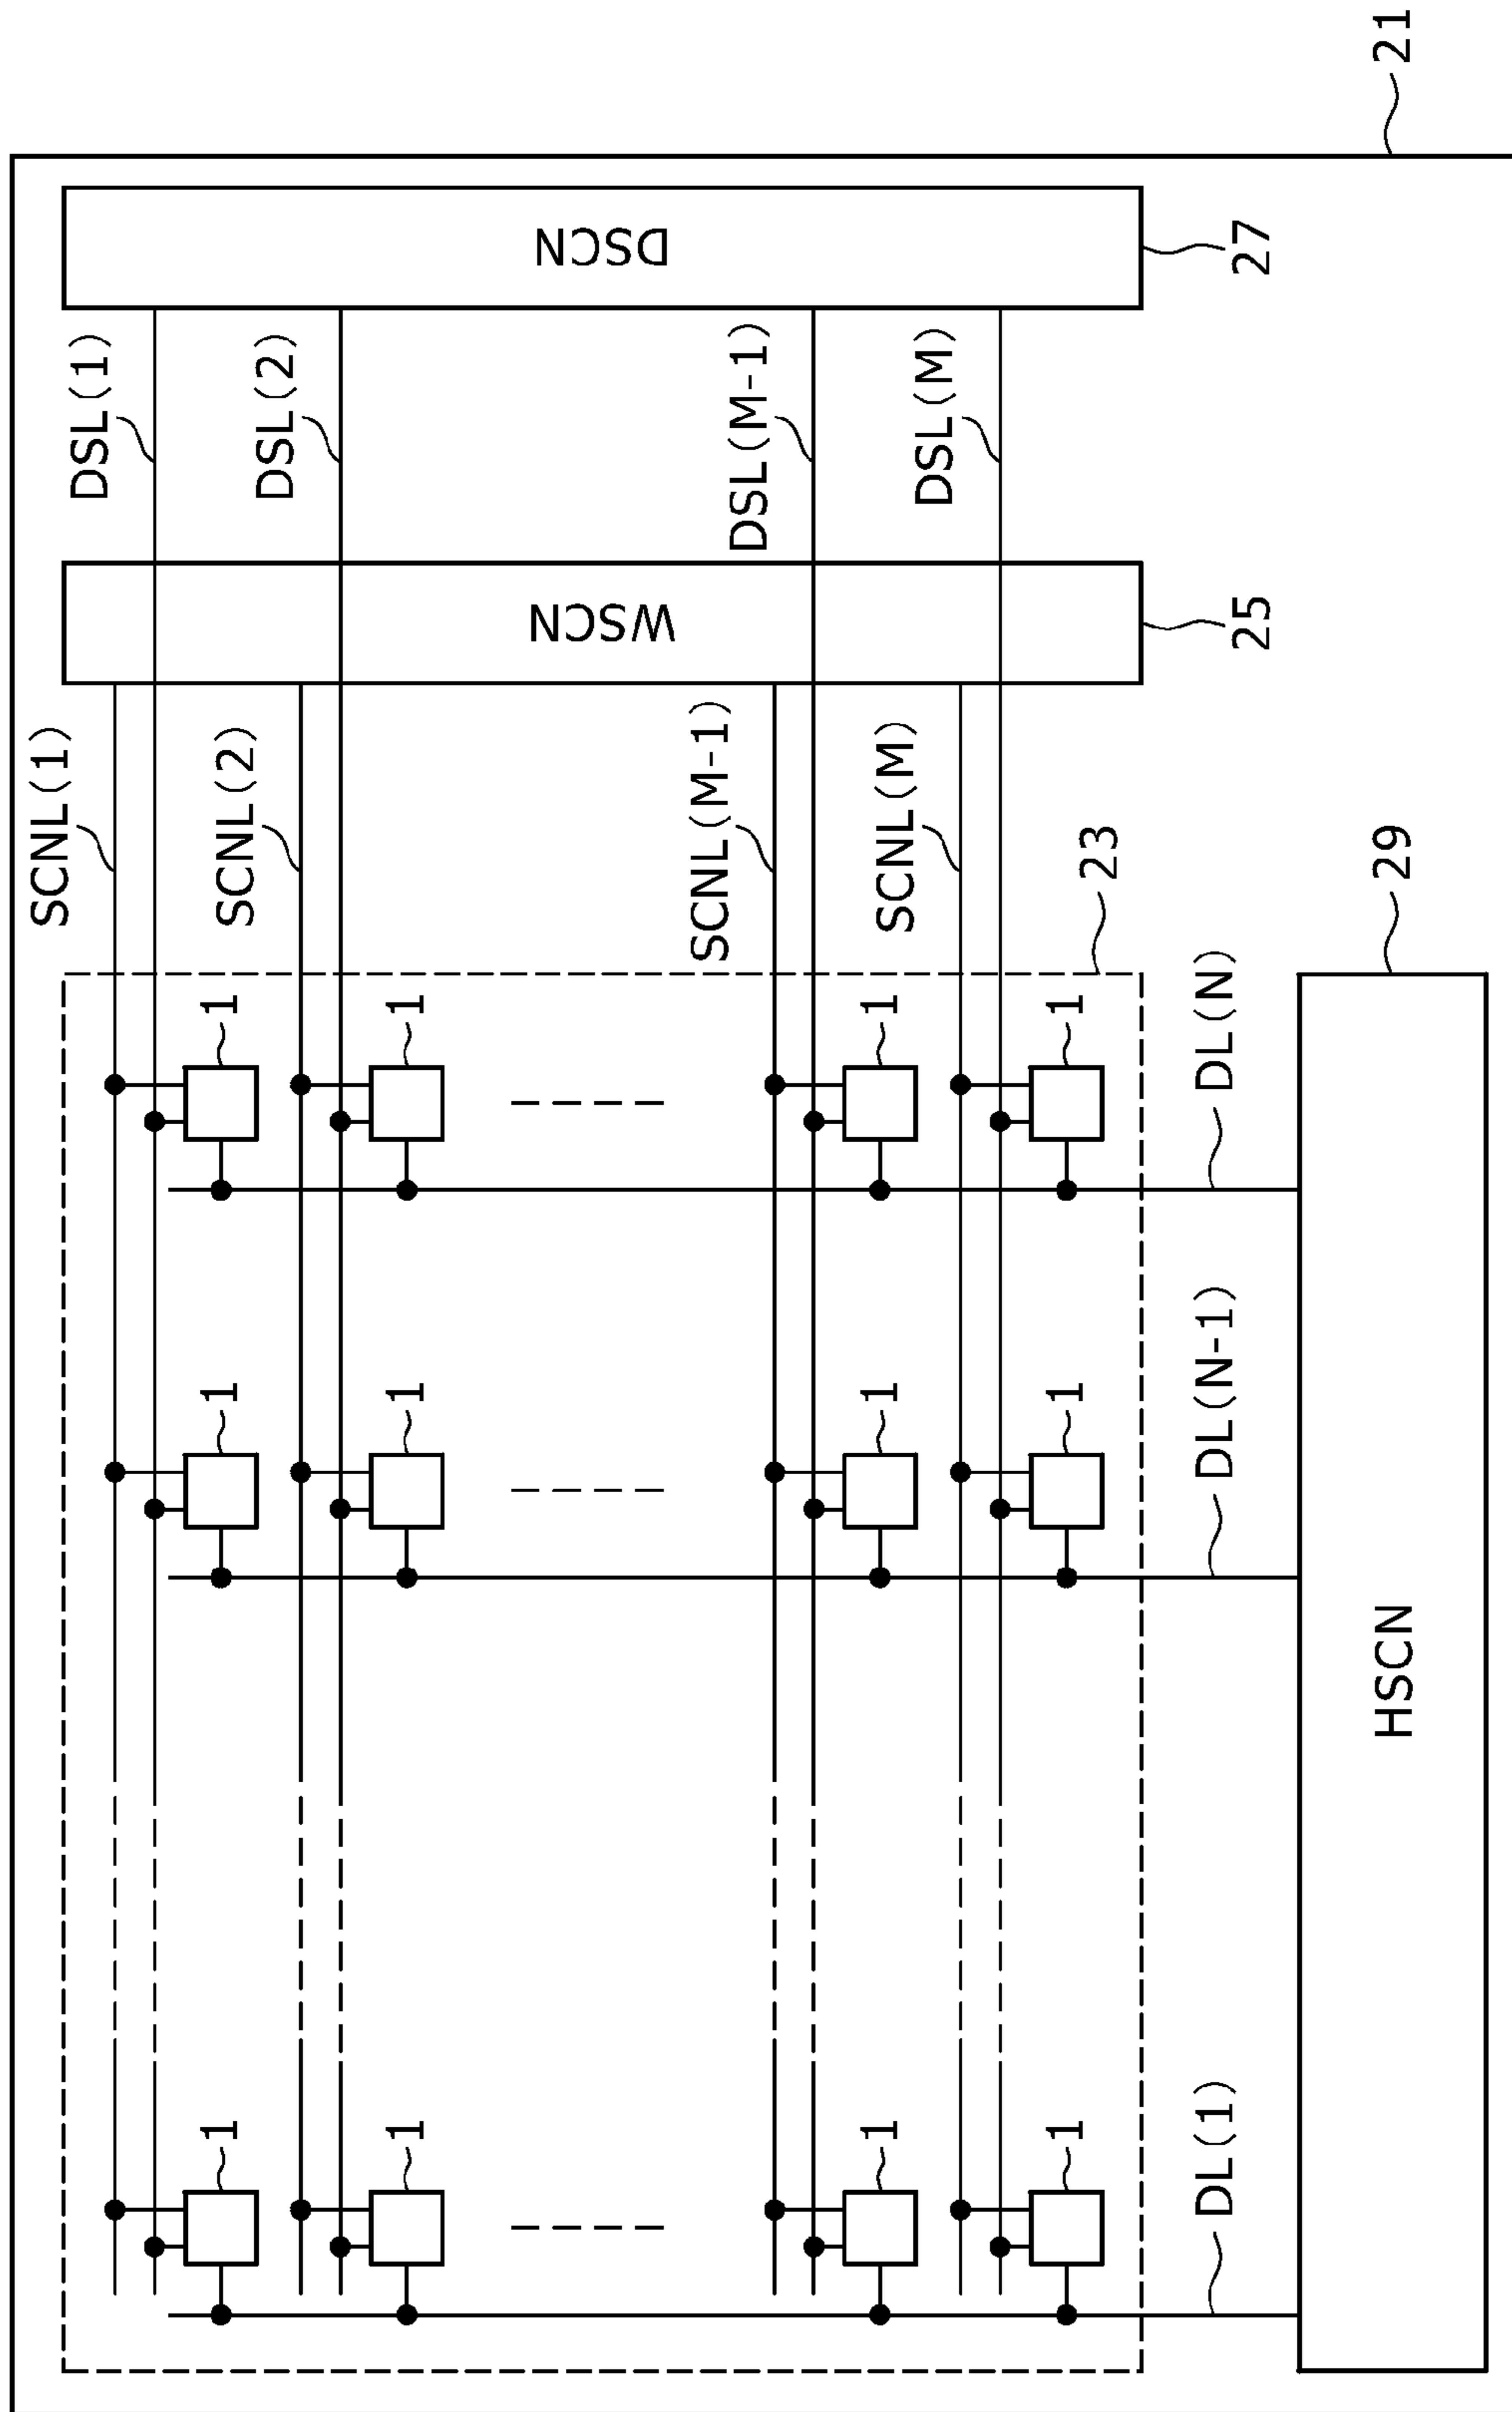 SCNL(1)
DSL(1)
1
1
1
SCNL(2)
DSL(2)
1
1
1
WSCN
DSCN
SCNL(M-1)
DSL(M-1)
1
1
1
SCNL(M)
DSL(M)
1
1
1
23
DL(1)
DL(N-1)
DL(N)
25
27
HSCN
29
21